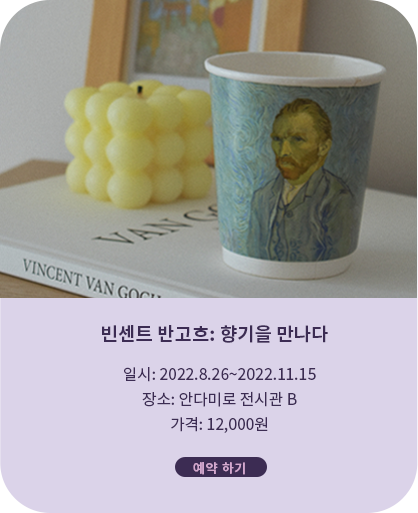 VAN GO
VINCENT VAN GOGH
빈센트 반고흐: 향기을 만나다
일시: 2022.8.26~2022.11.15
장소: 안다미로 전시관 B
가격: 12,000원
예약 하기